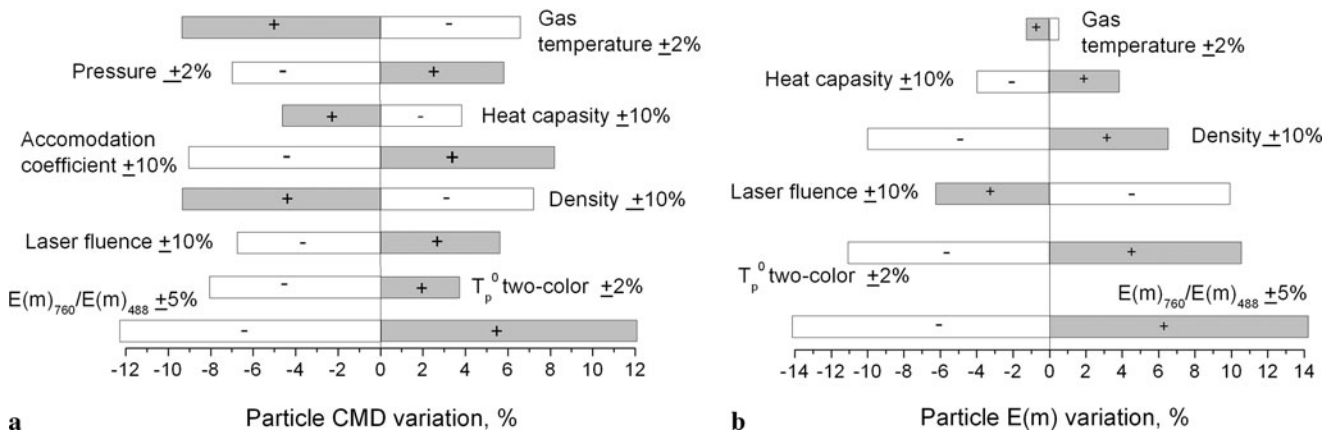 +
-
Gas
temperature ±2%
Pressure ±2%
-
+
+
-
Heat capasity ±10%
Accomodation
coefficient ±10%
-
+
+
-
Density ±10%
Laser fluence ±10%
-
+
E(m)760/E(m)488 ±5%
-
+
Tp0 two-color ±2%
-
+
-12 -10 -8 -6 -4 -2 0 2 4 6 8 10 12
a
Particle CMD variation, %
+
Gas
temperature ±2%
Heat capasity ±10%
-
+
-
+
Density ±10%
Laser fluence ±10%
+
-
-
+
Tp0 two-color ±2%
E(m)760/E(m)488 ±5%
-
+
-14 -12 -10 -8 -6 -4 -2 0 2 4 6 8 10 12 14
b
Particle E(m) variation, %